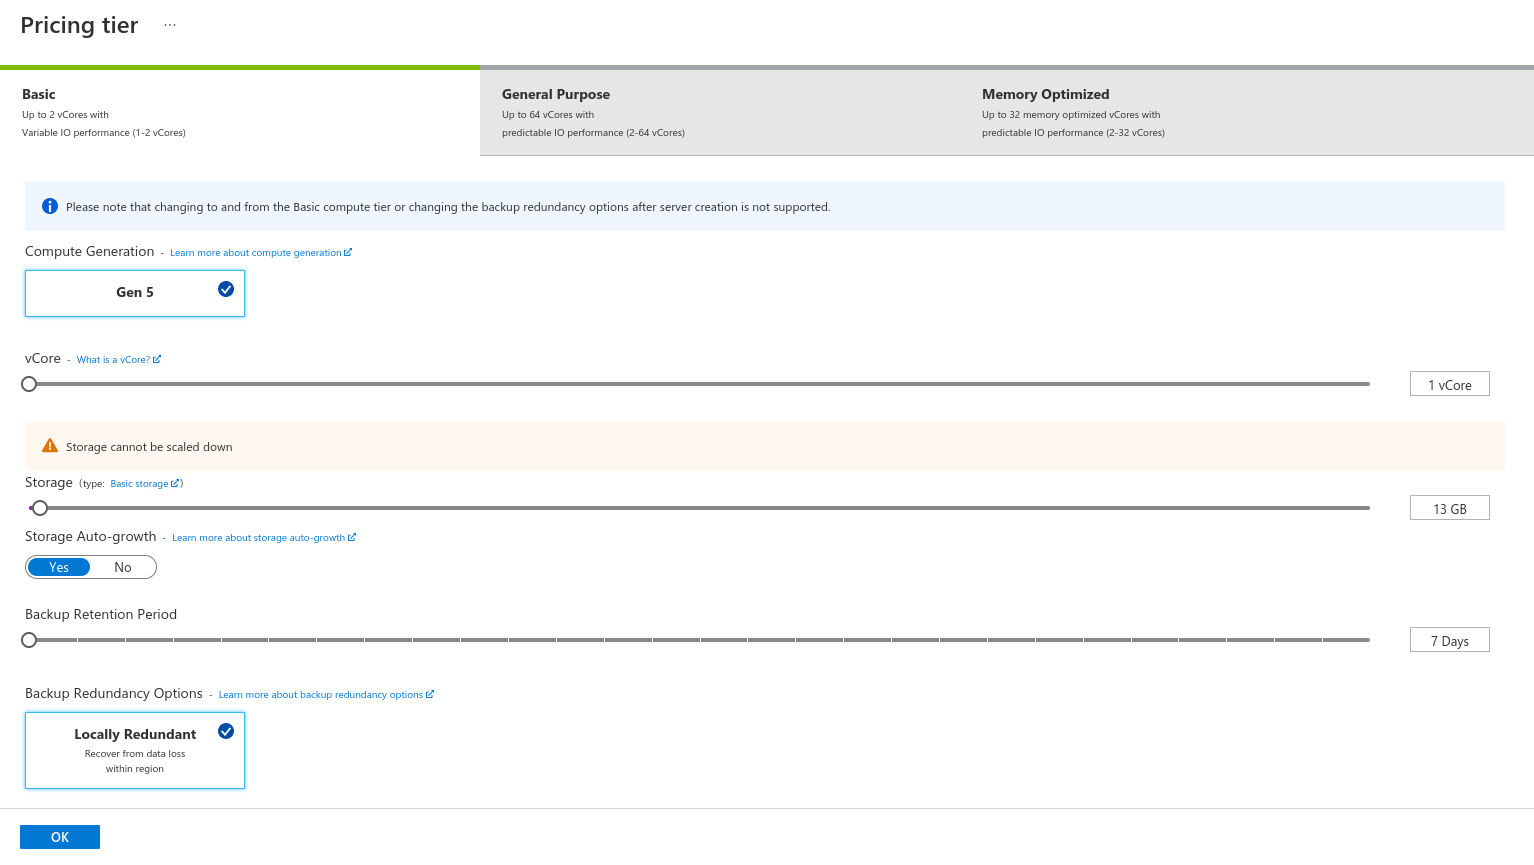 Pricing tier ...
Basic
Up to 2 vCores with
Variable IO performance (1-2 vCores)
General Purpose
Up to 64 vCores with
predictable IO performance (2-64 vCores)
Memory Optimized
Up to 32 memory optimized vCores with
predictable IO performance (2-32 vCores)
Please note that changing to and from the Basic compute tier or changing the backup redundancy options after server creation is not supported.
Compute Generation - Learn more about compute generation
Gen 5
vCore - What is a vCore?
1 vCore
Storage cannot be scaled down
Storage (type: Basic storage)
13 GB
Storage Auto-growth - Learn more about storage auto-growth
Yes No
Backup Retention Period
7 Days
Backup Redundancy Options - Learn more about backup redundancy options
Locally Redundant
Recover from data loss
within region
OK